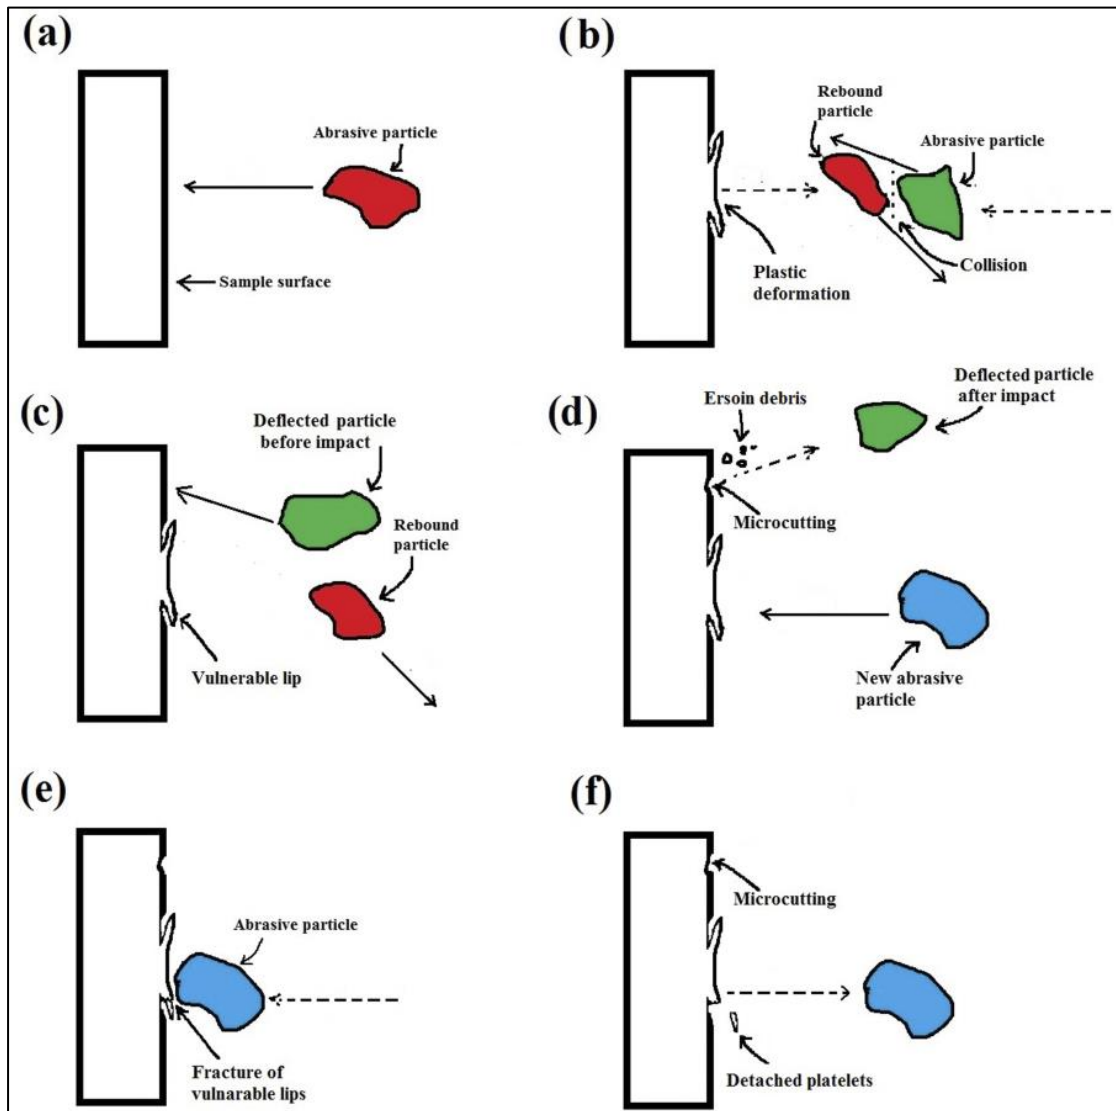 (a)
Abrasive particle
Sample surface
(b)
Rebound
particle
Abrasive particle
Plastic
deformation
Collision
(c)
Deflected particle
before impact
Rebound
particle
Vulnerable lip
(d)
Ersoin debris
Deflected particle
after impact
Microcutting
New abrasive
particle
(e)
Abrasive particle
Fracture of
vulnarable lips
(f)
Microcutting
Detached platelets